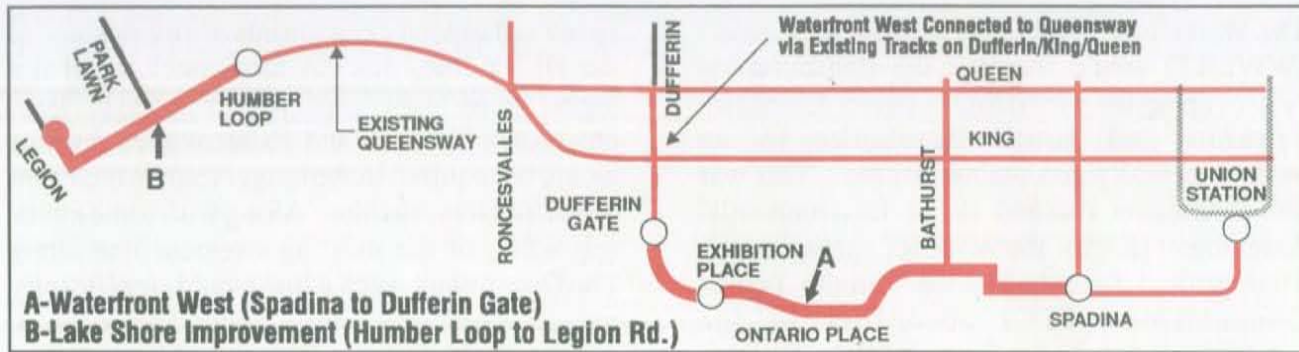 PARK
LAWN
LEGION
B
HUMBER
LOOP
EXISTING
QUEENSWAY
RONCESVALLES
DUFFERIN
Waterfront West Connected to Queensway
via Existing Tracks on Dufferin/King/Queen
QUEEN
KING
BATHURST
UNION
STATION
DUFFERIN
GATE
EXHIBITION
PLACE
A
ONTARIO PLACE
SPADINA
A-Waterfront West (Spadina to Dufferin Gate)
B-Lake Shore Improvement (Humber Loop to Legion Rd.)